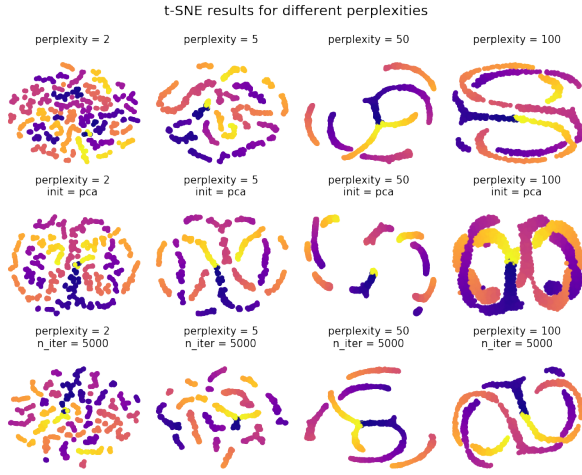 t-SNE results for different perplexities
perplexity = 2
perplexity = 5
perplexity = 50
perplexity = 100
perplexity = 2
init = pca
perplexity = 5
init = pca
perplexity = 50
init = pca
perplexity = 100
init = pca
perplexity = 2
n_iter = 5000
perplexity = 5
n_iter = 5000
perplexity = 50
n_iter = 5000
perplexity = 100
n_iter = 5000